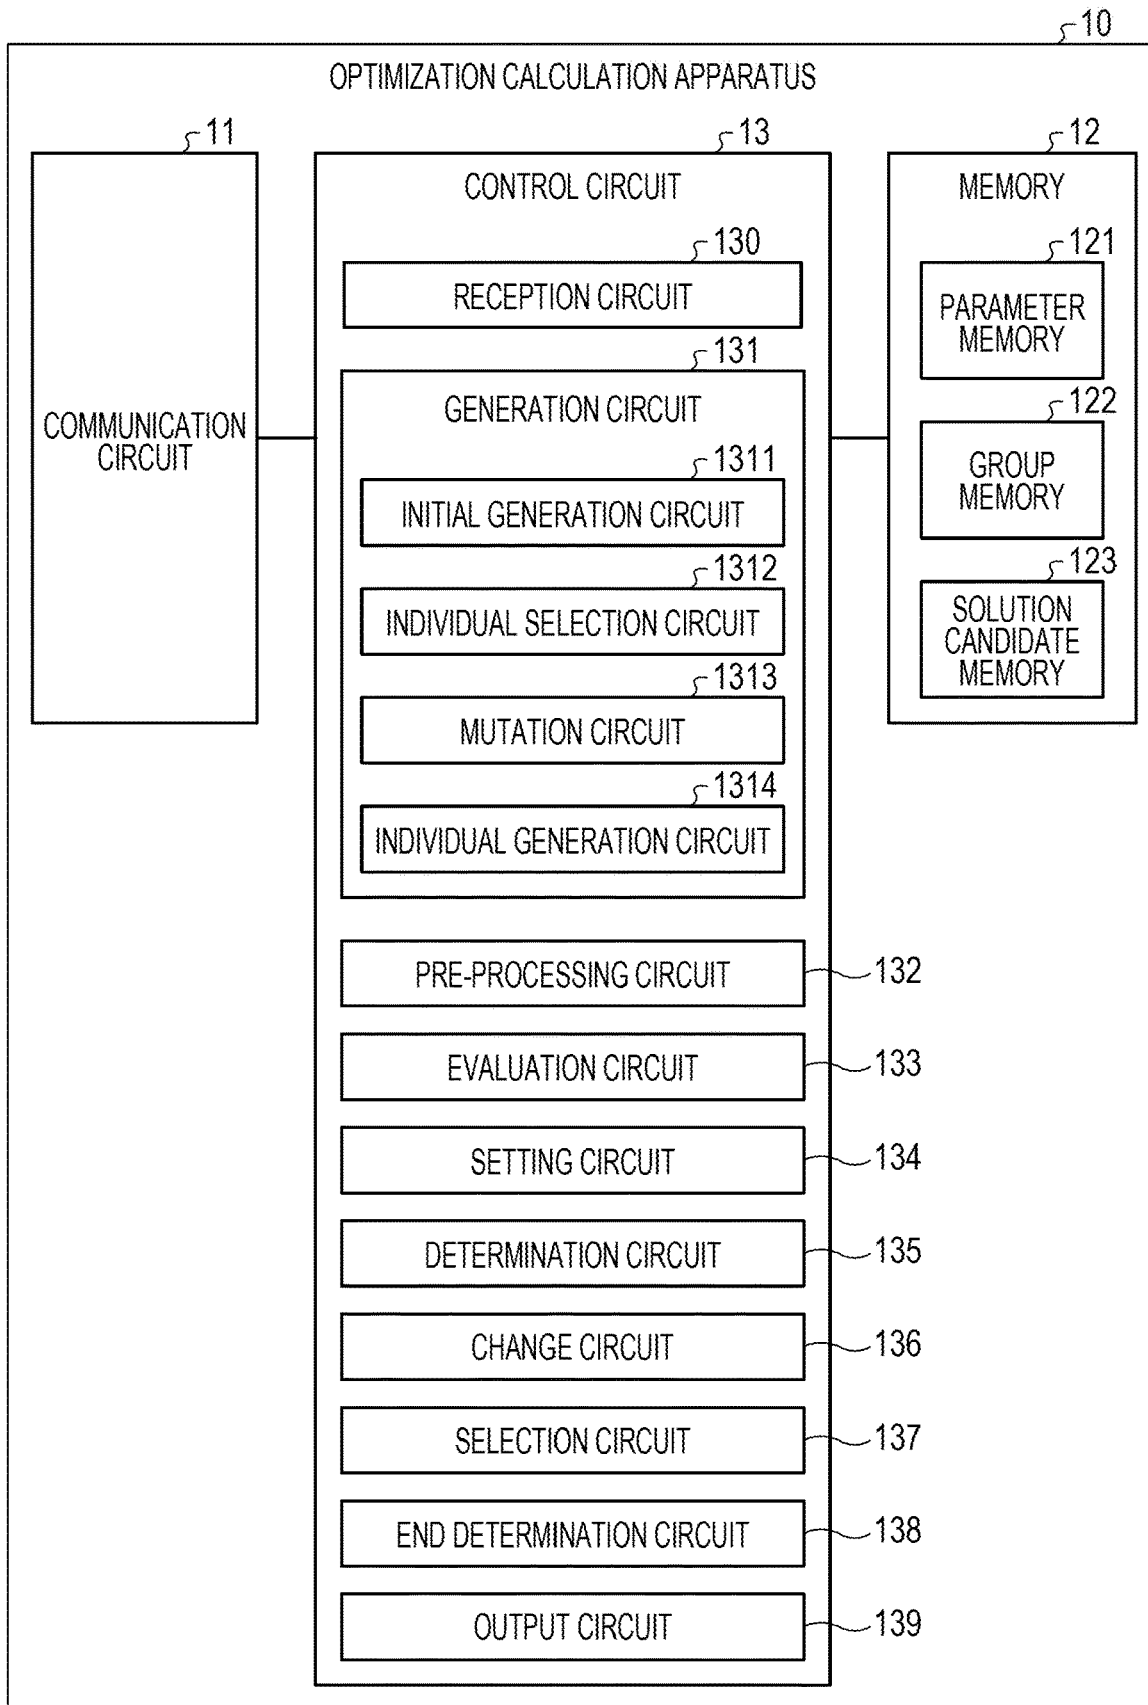 10
OPTIMIZATION CALCULATION APPARATUS
11
COMMUNICATION
CIRCUIT
13
CONTROL CIRCUIT
130
RECEPTION CIRCUIT
131
GENERATION CIRCUIT
1311
INITIAL GENERATION CIRCUIT
1312
INDIVIDUAL SELECTION CIRCUIT
1313
MUTATION CIRCUIT
1314
INDIVIDUAL GENERATION CIRCUIT
PRE-PROCESSING CIRCUIT
132
EVALUATION CIRCUIT
133
SETTING CIRCUIT
134
DETERMINATION CIRCUIT
135
CHANGE CIRCUIT
136
SELECTION CIRCUIT
137
END DETERMINATION CIRCUIT
138
OUTPUT CIRCUIT
139
12
MEMORY
121
PARAMETER
MEMORY
122
GROUP
MEMORY
123
SOLUTION
CANDIDATE
MEMORY